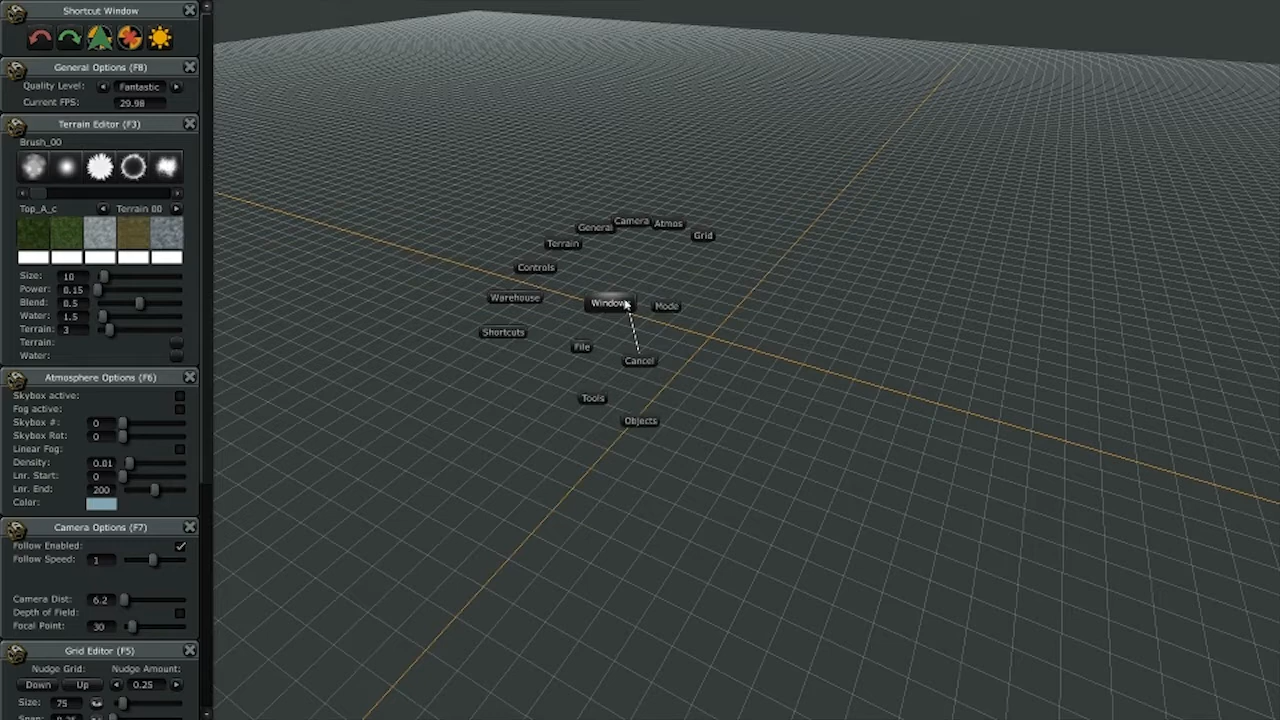 Shortcut Window
General Options (F8)
Quality Level: Fantastic
Current FPS: 29.98
Terrain Editor (F3)
Brush_00
Top_A_c Terrain 00
Size: 10
Power: 0.15
Blend: 0.5
Water: 1.5
Terrain: 3
Terrain:
Water:
Atmosphere Options (F6)
Skybox active:
Fog active:
Skybox #: 0
Skybox Rot: 0
Linear Fog:
Density: 0.01
Lnr. Start: 0
Lnr. End: 200
Color:
Camera Options (F7)
Follow Enabled:
Follow Speed: 1
Camera Dist: 6.2
Depth of Field:
Focal Point: 30
Grid Editor (F5)
Nudge Grid: Nudge Amount:
Down Up 0.25
Size: 75
Camera
Atmos
General
Grid
Terrain
Controls
Warehouse
Window
Mode
Shortcuts
File
Cancel
Tools
Objects